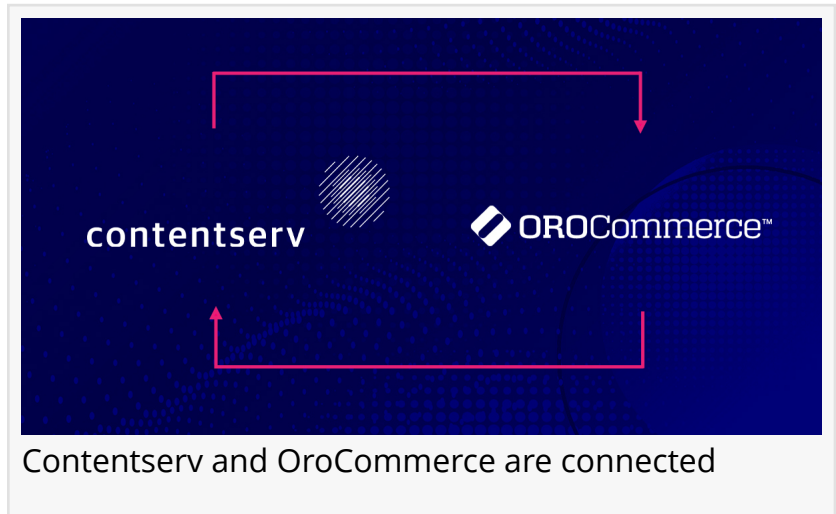 contentserv
OROCommerce™
Contentserv and OroCommerce are connected